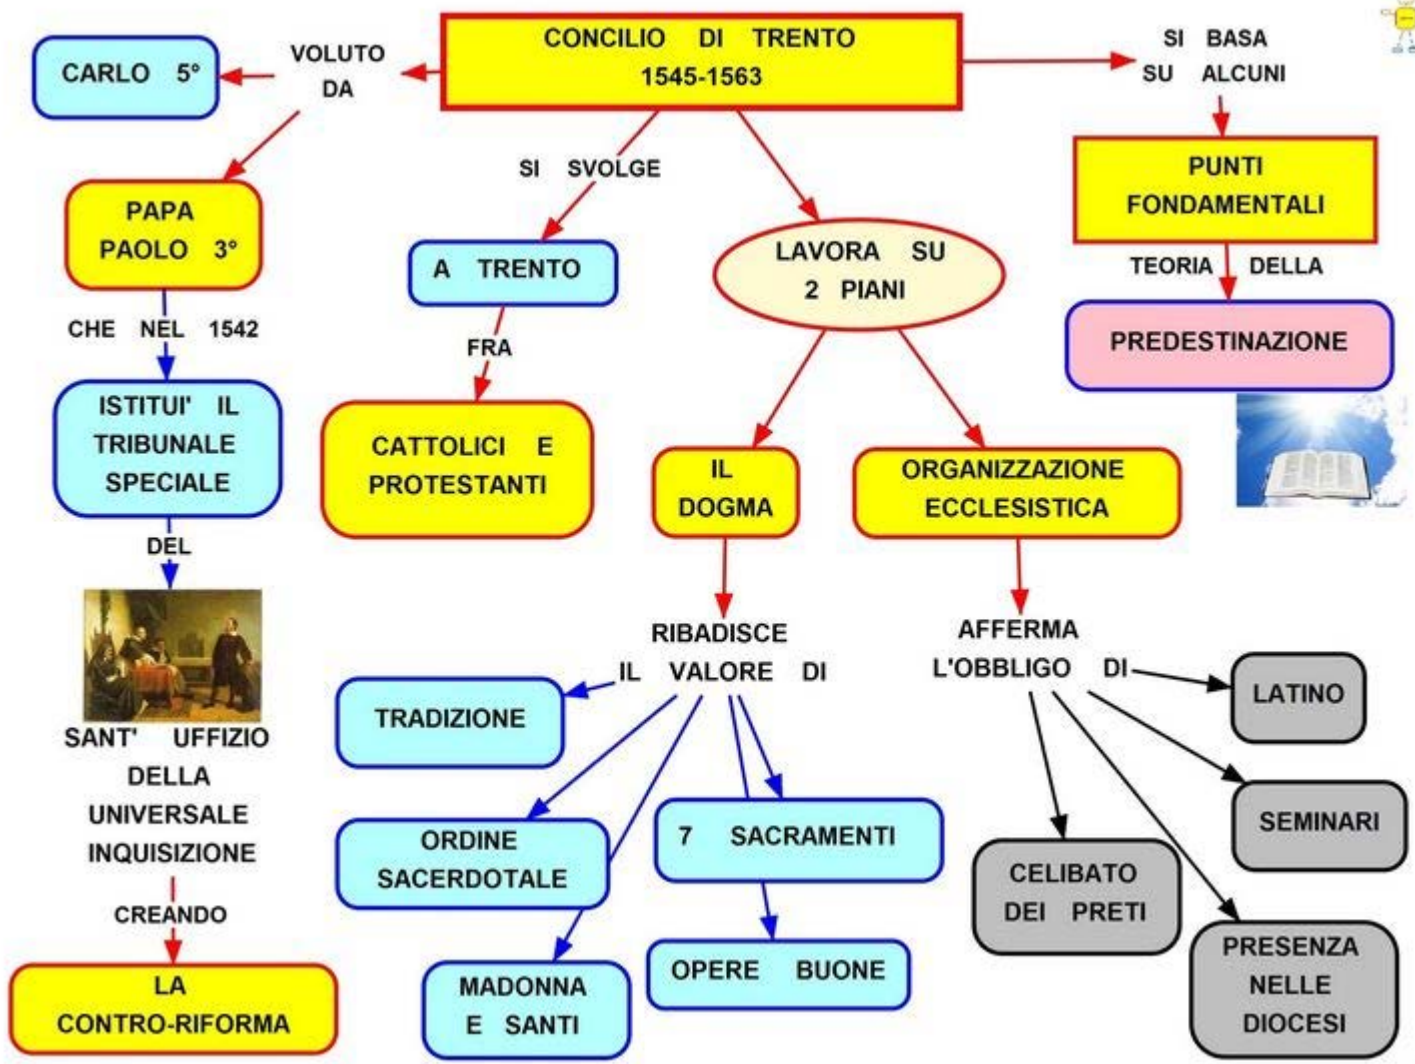 CONCILIO DI TRENTO
1545-1563
VOLUTO
DA
CARLO 5°
PAPA
PAOLO 3°
CHE NEL 1542
ISTITUI' IL
TRIBUNALE
SPECIALE
DEL
SANT' UFFIZIO
DELLA
UNIVERSALE
INQUISIZIONE
CREANDO
LA
CONTRO-RIFORMA
SI SVOLGE
A TRENTO
FRA
CATTOLICI E
PROTESTANTI
LAVORA SU
2 PIANI
IL
DOGMA
RIBADISCE
IL VALORE DI
TRADIZIONE
ORDINE
SACERDOTALE
MADONNA
E SANTI
7 SACRAMENTI
OPERE BUONE
ORGANIZZAZIONE
ECCLESISTICA
AFFERMA
L'OBBLIGO DI
LATINO
SEMINARI
CELIBATO
DEI PRETI
PRESENZA
NELLE
DIOCESI
SI BASA
SU ALCUNI
PUNTI
FONDAMENTALI
TEORIA DELLA
PREDESTINAZIONE